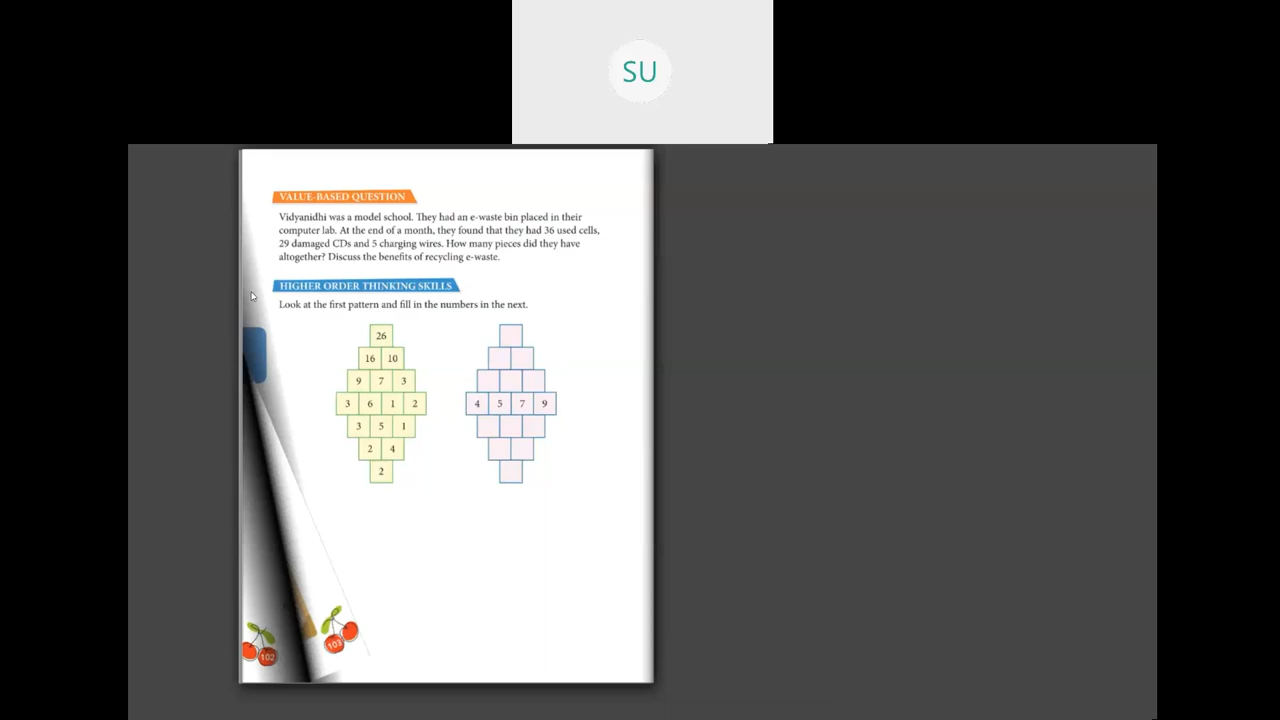 SU
VALUE-BASED QUESTION
Vidyanidhi was a model school. They had an e-waste bin placed in their
computer lab. At the end of a month, they found that they had 36 used cells,
29 damaged CDs and 5 charging wires. How many pieces did they have
altogether? Discuss the benefits of recycling e-waste.
HIGHER ORDER THINKING SKILLS
Look at the first pattern and fill in the numbers in the next.
26
16 10
9 7 3
3 6 1 2
3 5 1
2 4
2
4 5 7 9
102
103